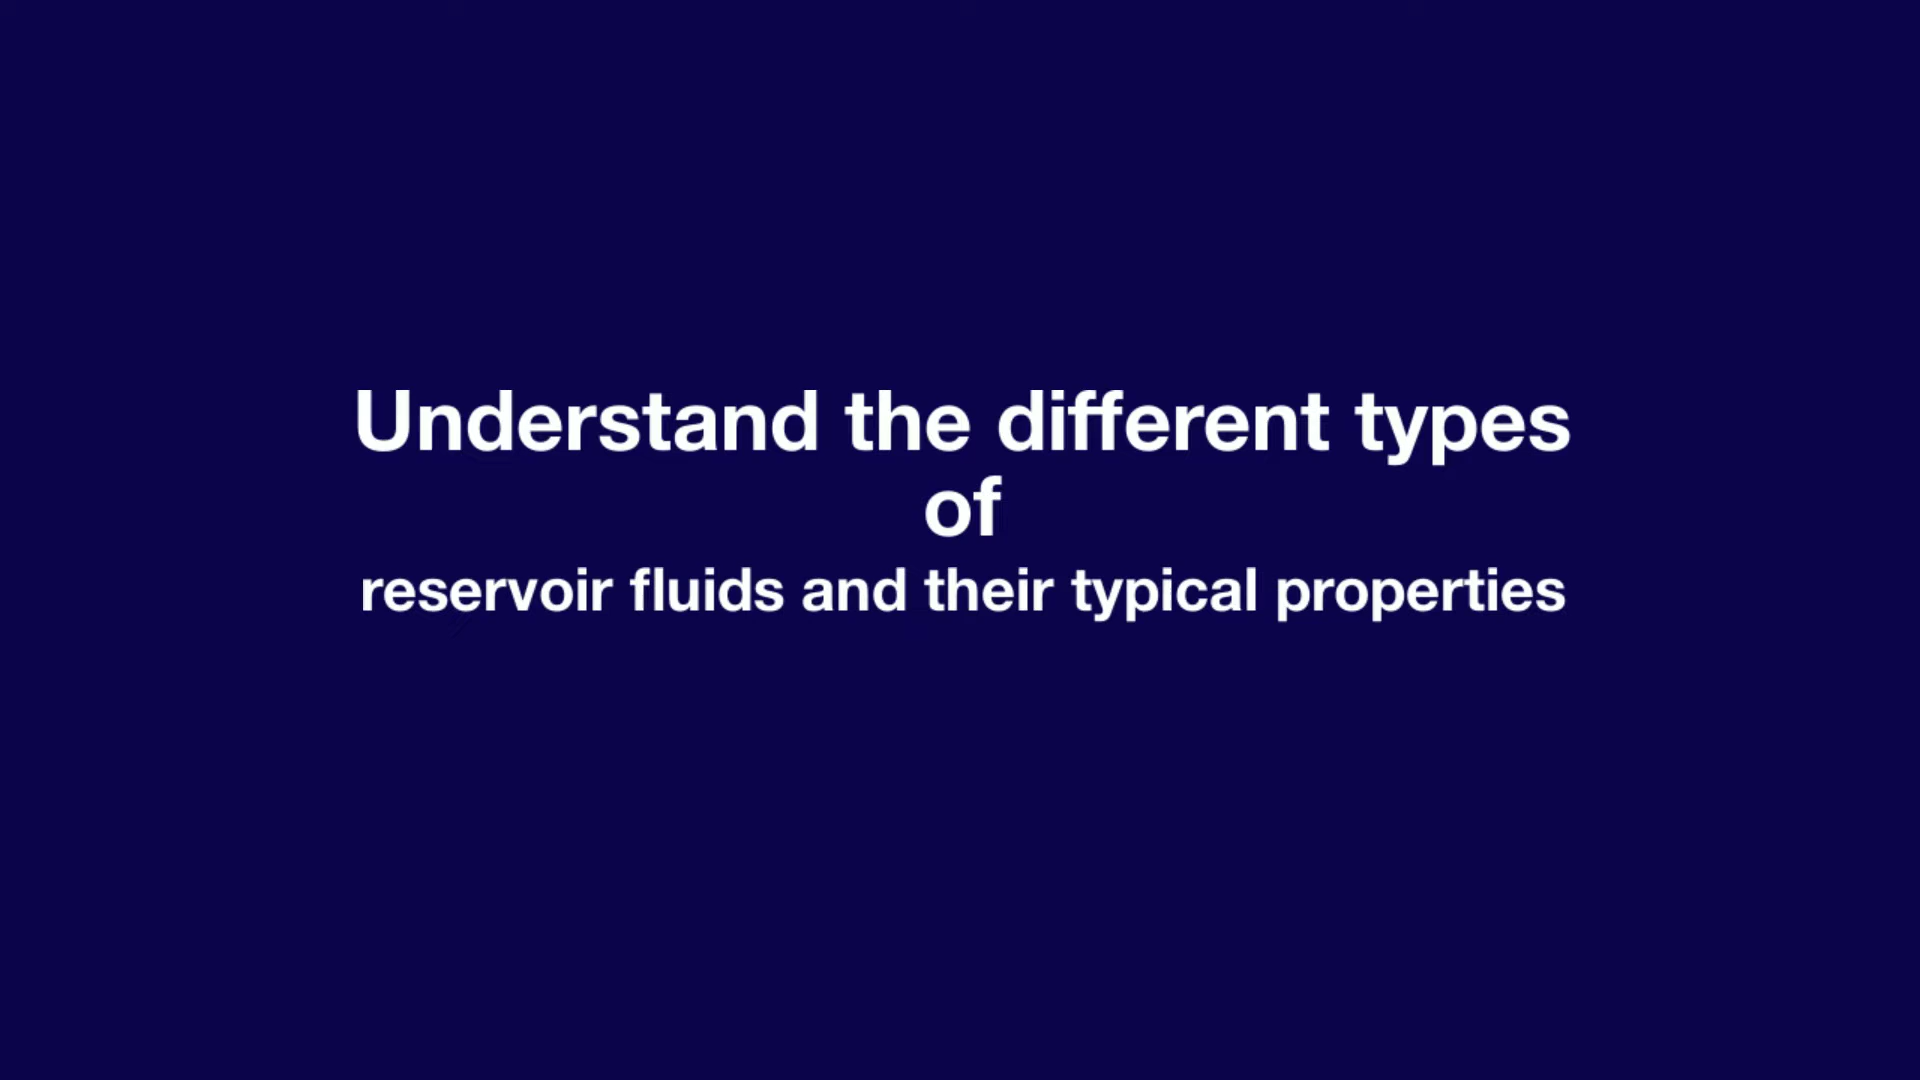 Understand the different types
of
reservoir fluids and their typical properties